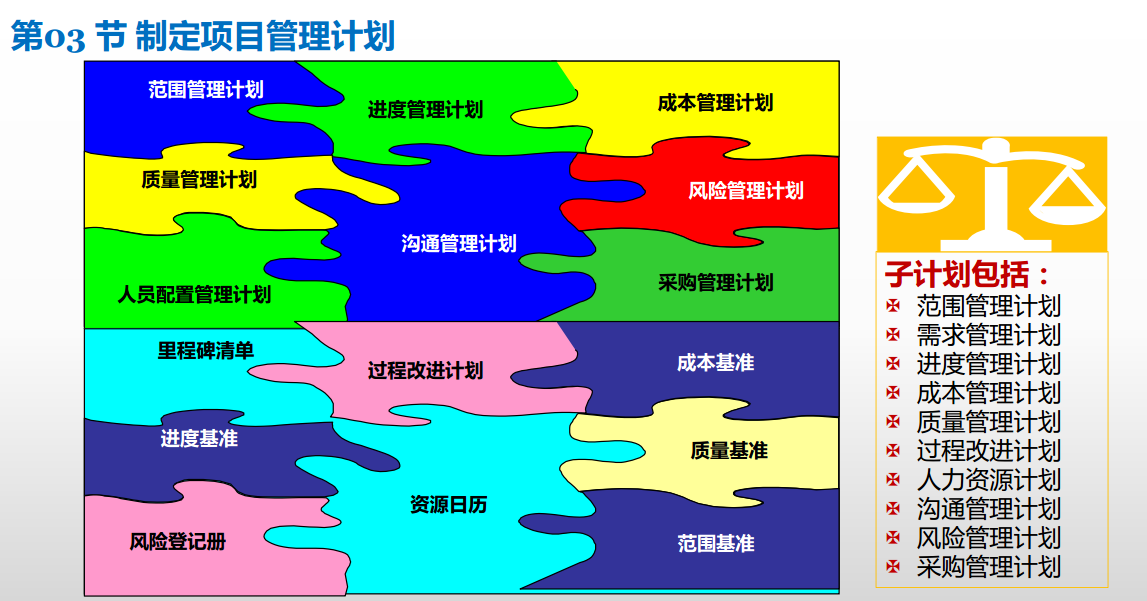 第03 节 制定项目管理计划
范围管理计划
进度管理计划
成本管理计划
质量管理计划
风险管理计划
沟通管理计划
人员配置管理计划
采购管理计划
里程碑清单
过程改进计划
成本基准
进度基准
质量基准
资源日历
风险登记册
范围基准
子计划包括：
范围管理计划
需求管理计划
进度管理计划
成本管理计划
质量管理计划
过程改进计划
人力资源计划
沟通管理计划
风险管理计划
采购管理计划